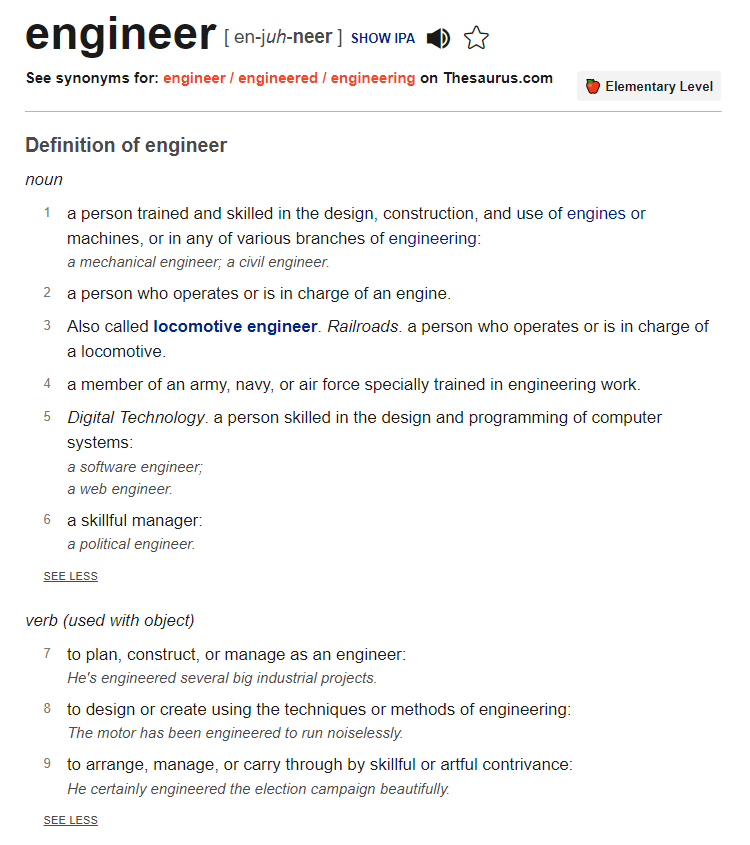 engineer [ en-juh-neer ] SHOW IPA
See synonyms for: engineer / engineered / engineering on Thesaurus.com
Elementary Level
Definition of engineer
noun
1 a person trained and skilled in the design, construction, and use of engines or
machines, or in any of various branches of engineering:
a mechanical engineer; a civil engineer.
2 a person who operates or is in charge of an engine.
3 Also called locomotive engineer. Railroads. a person who operates or is in charge of
a locomotive.
4 a member of an army, navy, or air force specially trained in engineering work.
5 Digital Technology. a person skilled in the design and programming of computer
systems:
a software engineer;
a web engineer.
6 a skillful manager:
a political engineer.
SEE LESS
verb (used with object)
7 to plan, construct, or manage as an engineer:
He's engineered several big industrial projects.
8 to design or create using the techniques or methods of engineering:
The motor has been engineered to run noiselessly.
9 to arrange, manage, or carry through by skillful or artful contrivance:
He certainly engineered the election campaign beautifully.
SEE LESS